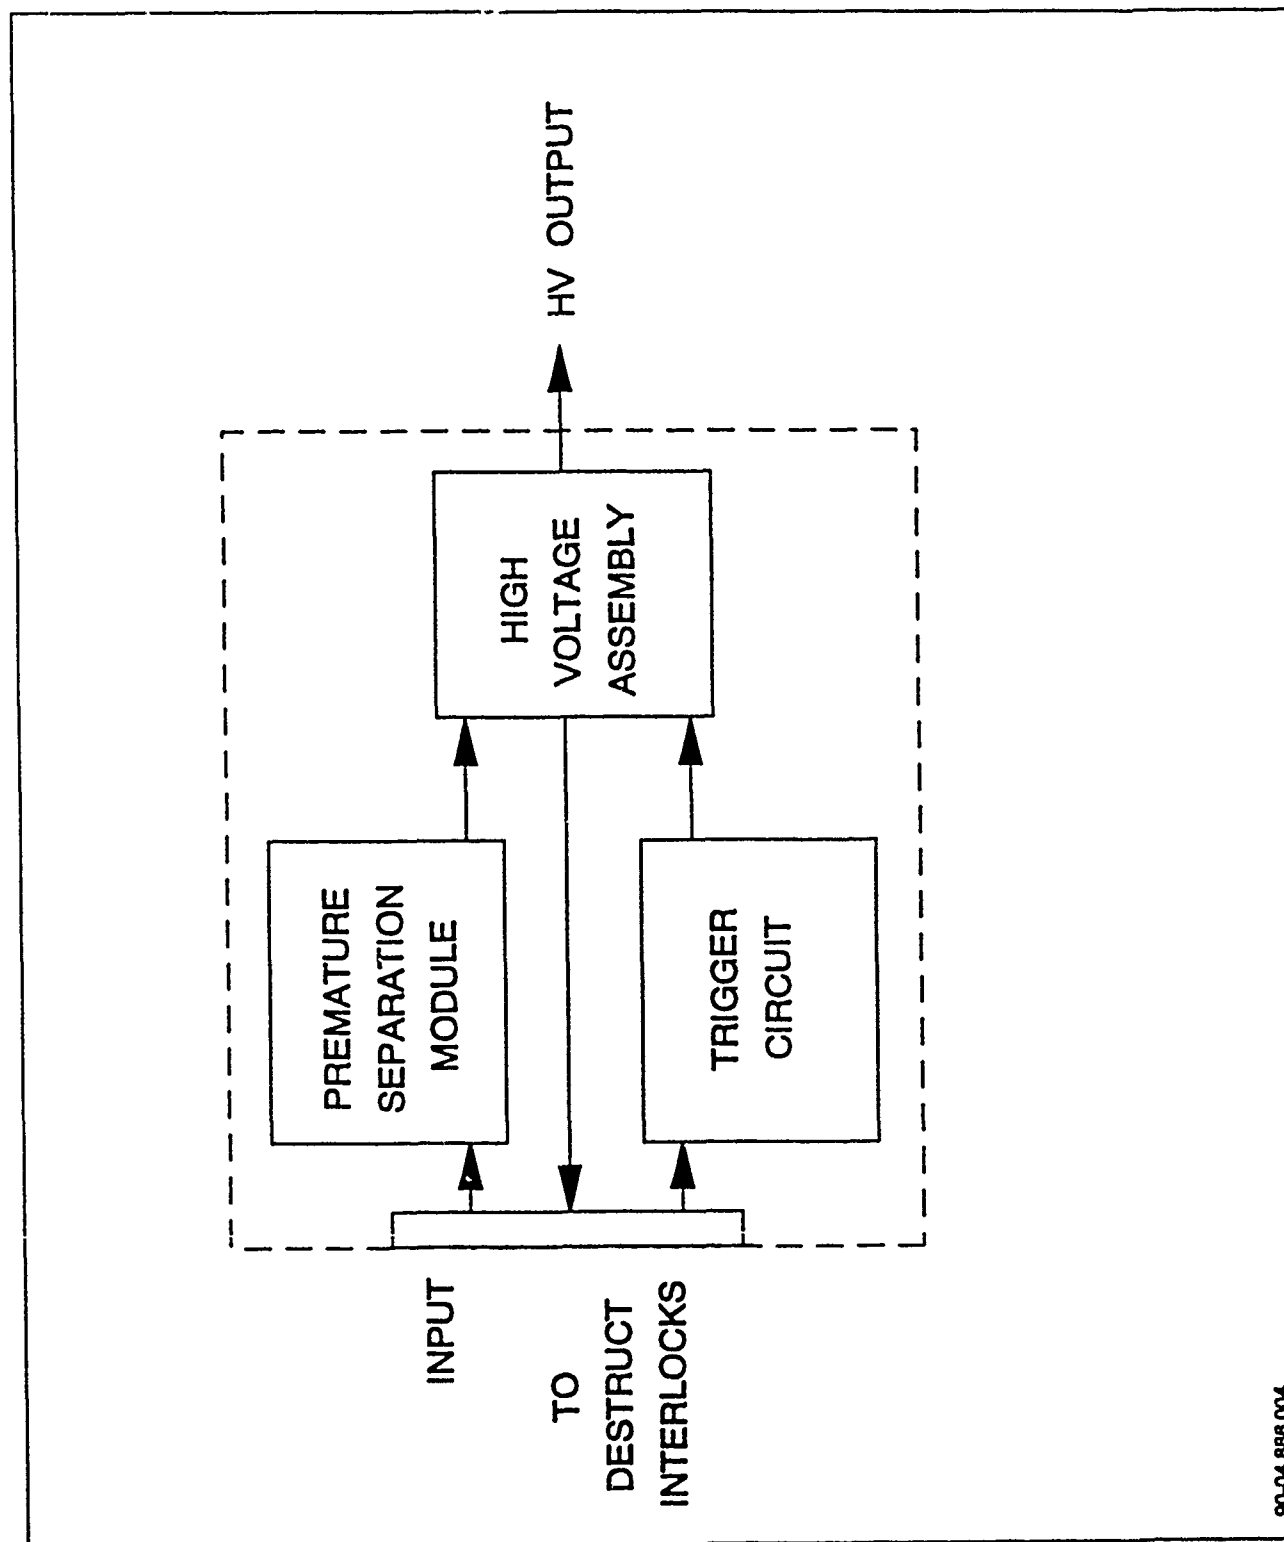 INPUT
TO
DESTRUCT
INTERLOCKS
PREMATURE
SEPARATION
MODULE
TRIGGER
CIRCUIT
HIGH
VOLTAGE
ASSEMBLY
HV OUTPUT